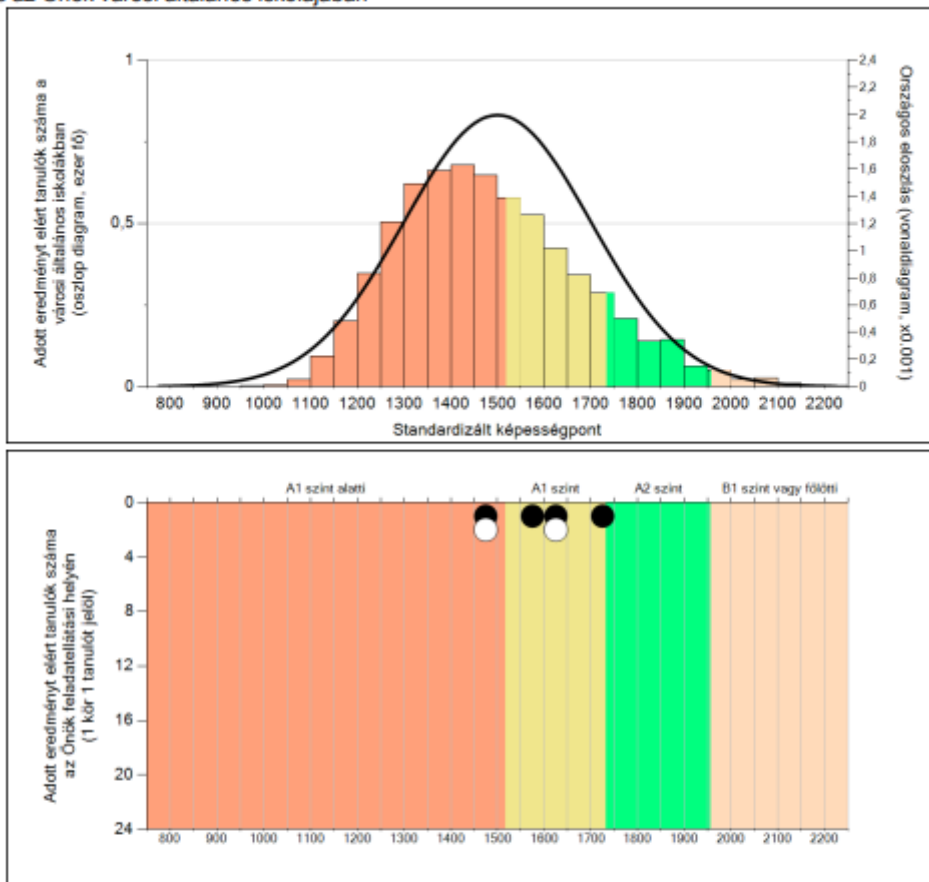 az Önök városi általános iskolájában
Adott eredményt elért tanulók száma a
városi általános iskolákban
(oszlop diagram, ezer fő)
1
0,5
0
2,4
2,2
2
1,8
1,6
1,4
1,2
1
0,8
0,6
0,4
0,2
0
Országos eloszlás (vonaldiagram, x0.001)
800 900 1000 1100 1200 1300 1400 1500 1600 1700 1800 1900 2000 2100 2200
Standardizált képességpont
A1 szint alatti A1 szint A2 szint B1 szint vagy fölötti
Adott eredményt elért tanulók száma
az Önök feladatellátási helyén
(1 kör 1 tanulót jelöl)
0
4
8
12
16
20
24
800 900 1000 1100 1200 1300 1400 1500 1600 1700 1800 1900 2000 2100 2200